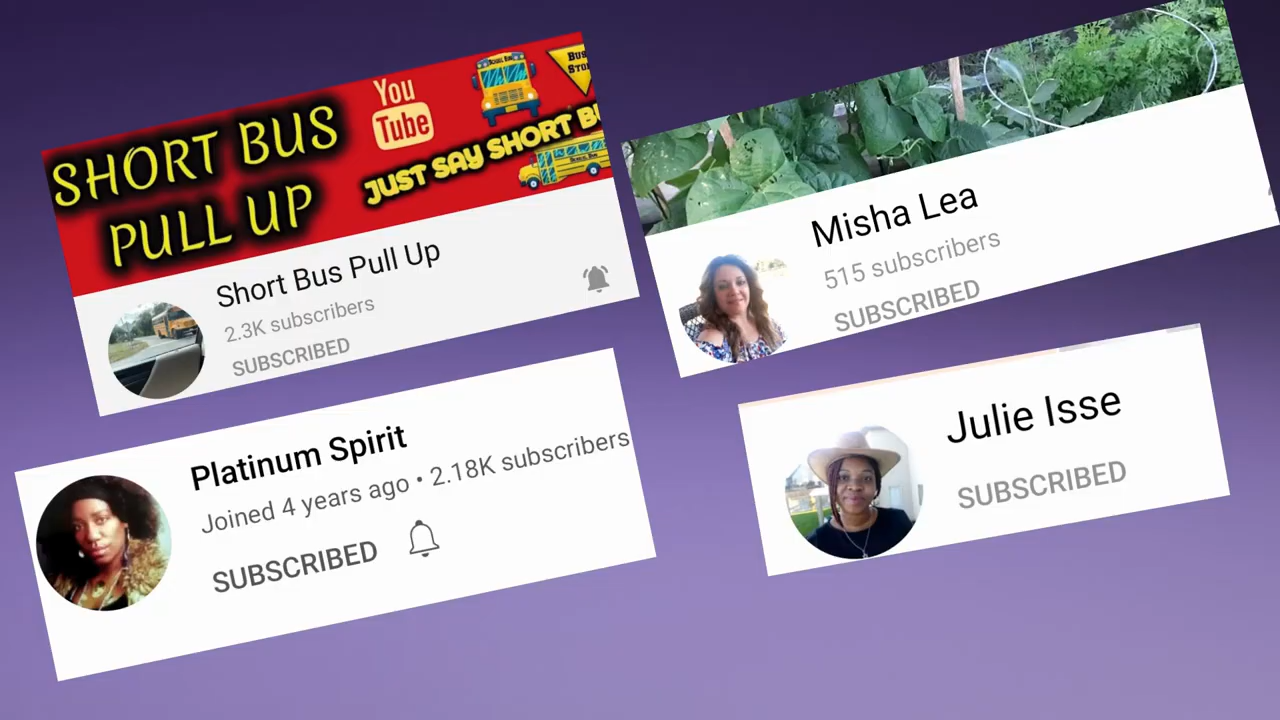 SHORT BUS
PULL UP
You
Tube
JUST SAY SHORT
Short Bus Pull Up
2.3K subscribers
SUBSCRIBED
Misha Lea
515 subscribers
SUBSCRIBED
Platinum Spirit
Joined 4 years ago • 2.18K subscribers
SUBSCRIBED
Julie Isse
SUBSCRIBED